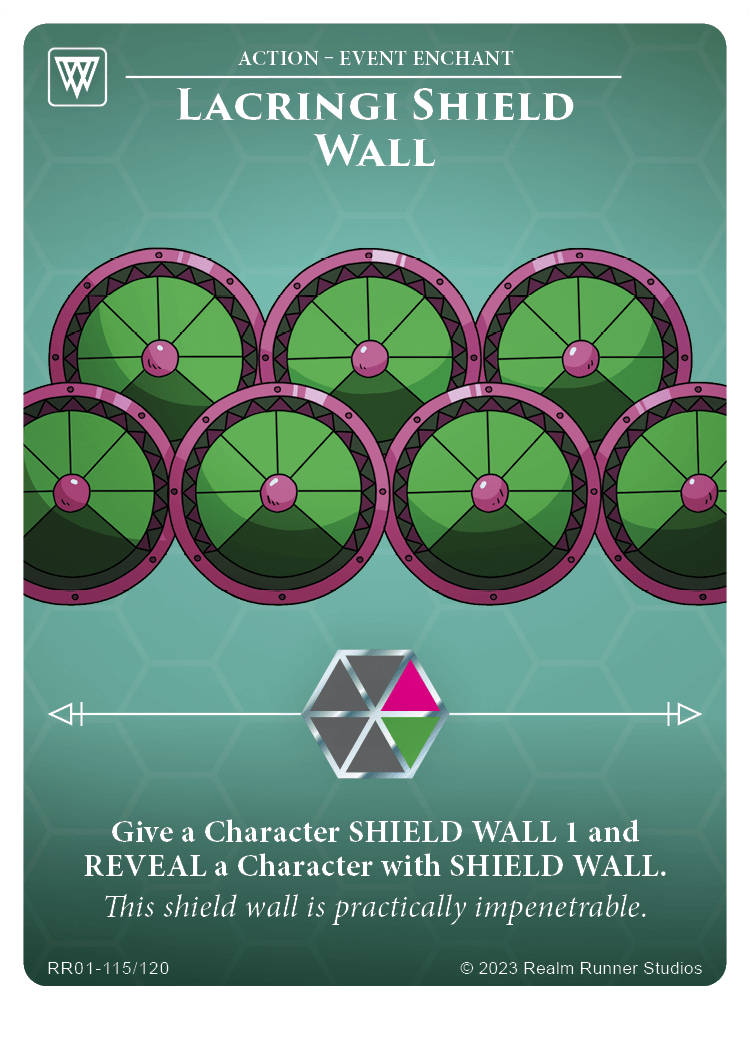 ACTION – EVENT ENCHANT
LACRINGI SHIELD
WALL
Give a Character SHIELD WALL 1 and
REVEAL a Character with SHIELD WALL.
This shield wall is practically impenetrable.
RR01-115/120
© 2023 Realm Runner Studios